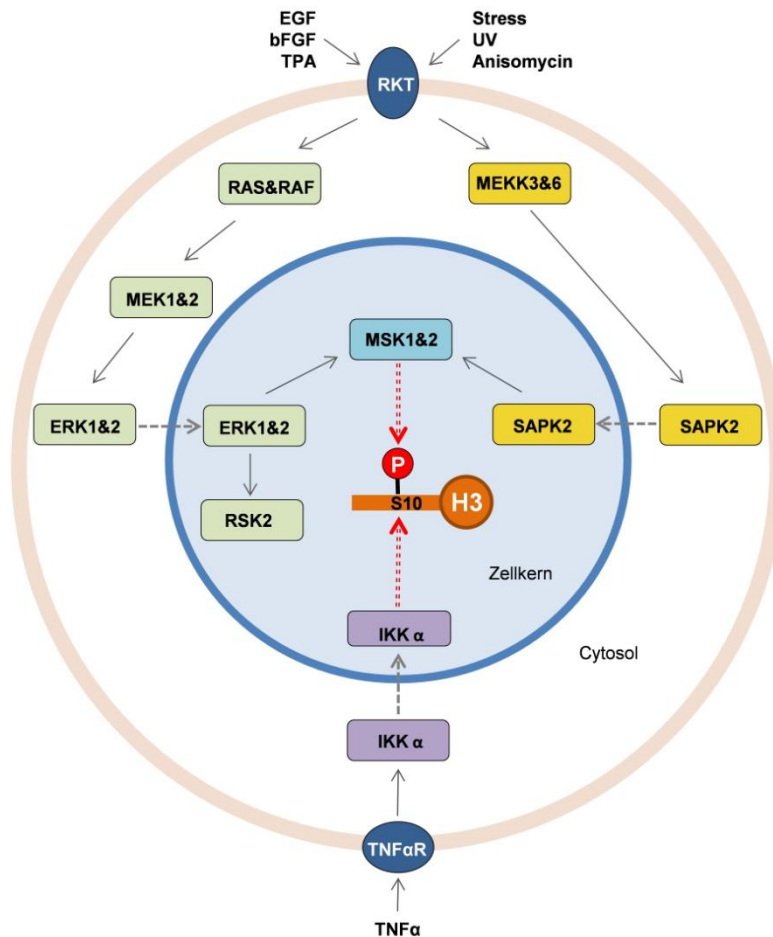 EGF
bFGF
TPA
Stress
UV
Anisomycin
RKT
RAS&RAF
MEKK3&6
MEK1&2
MSK1&2
ERK1&2
ERK1&2
SAPK2
SAPK2
P
S10
H3
RSK2
Zellkern
IKK α
Cytosol
IKK α
TNFαR
TNFα